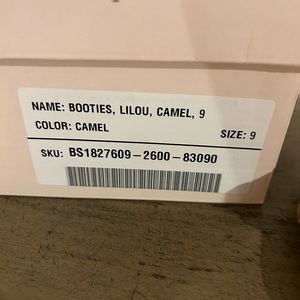 NAME: BOOTIES, LILOU, CAMEL, 9
COLOR: CAMEL SIZE: 9
SKU: BS1827609-2600-83090